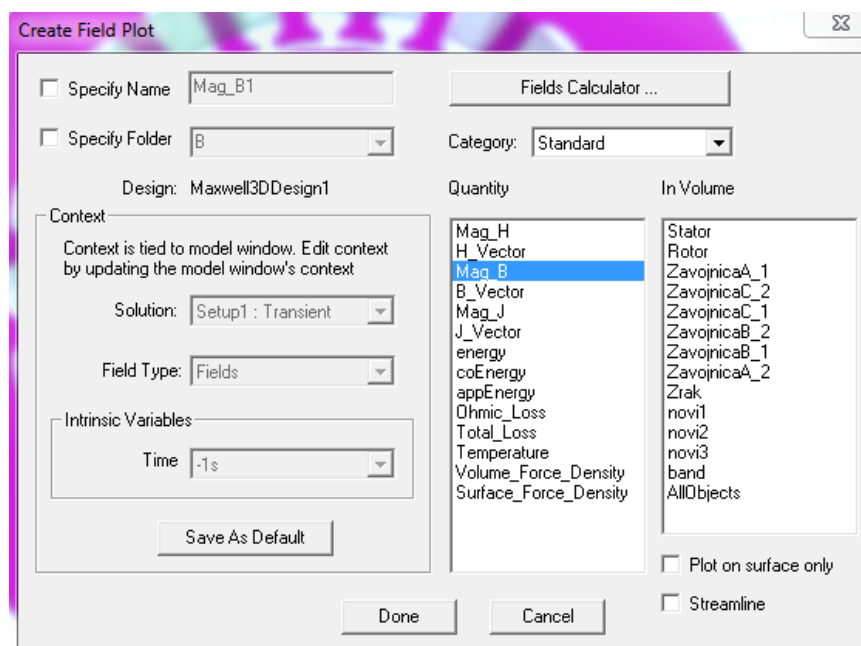 Create Field Plot
Specify Name
Mag_B1
Specify Folder
B
Design: Maxwell3DDesign1
Context
Context is tied to model window. Edit context
by updating the model window's context
Solution: Setup1 : Transient
Field Type: Fields
Intrinsic Variables
Time -1s
Save As Default
Fields Calculator ...
Category: Standard
Quantity
Mag_H
H_Vector
Mag_B
B_Vector
Mag_J
J_Vector
energy
coEnergy
appEnergy
Ohmic_Loss
Total_Loss
Temperature
Volume_Force_Density
Surface_Force_Density
In Volume
Stator
Rotor
ZavojnicaA_1
ZavojnicaC_2
ZavojnicaC_1
ZavojnicaB_2
ZavojnicaB_1
ZavojnicaA_2
Zrak
novi1
novi2
novi3
band
AllObjects
Plot on surface only
Streamline
Done
Cancel